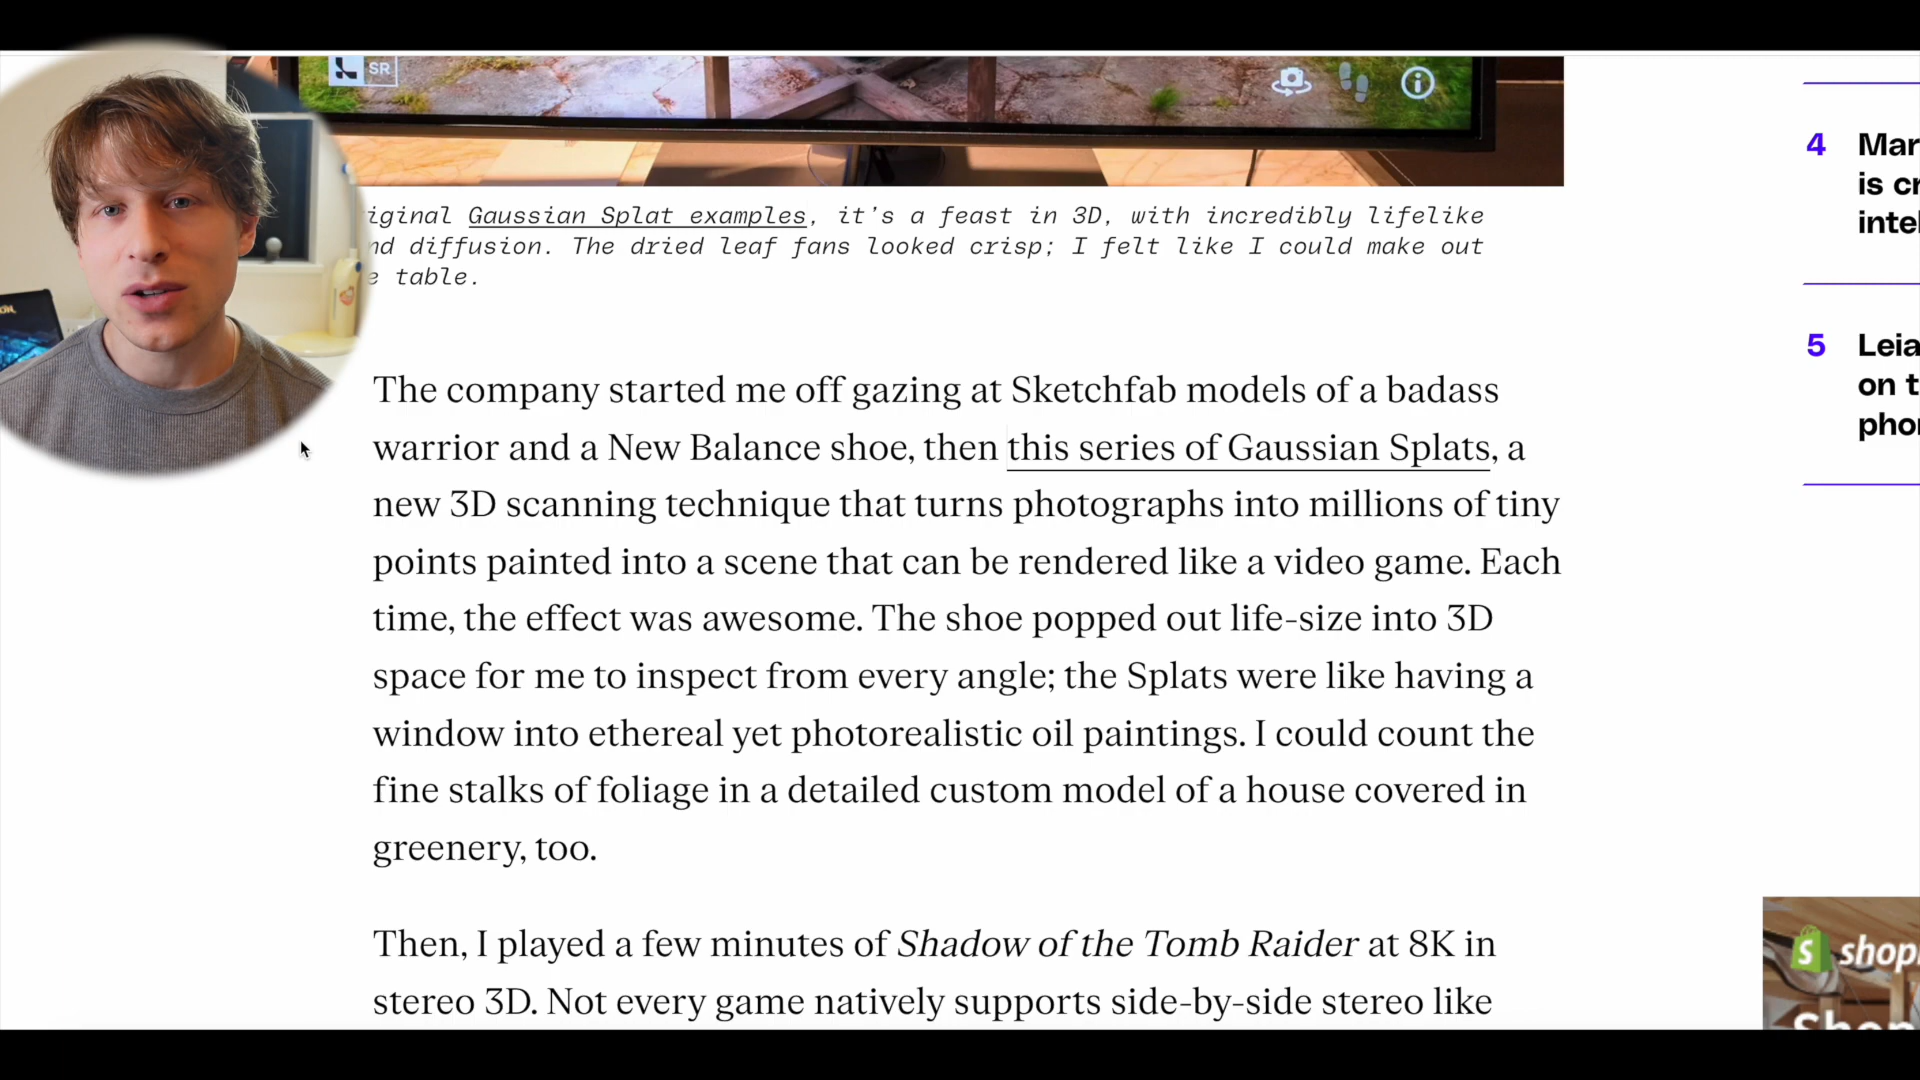 SR
iginal Gaussian Splat examples, it's a feast in 3D, with incredibly lifelike
nd diffusion. The dried leaf fans looked crisp; I felt like I could make out
e table.
The company started me off gazing at Sketchfab models of a badass
warrior and a New Balance shoe, then this series of Gaussian Splats, a
new 3D scanning technique that turns photographs into millions of tiny
points painted into a scene that can be rendered like a video game. Each
time, the effect was awesome. The shoe popped out life-size into 3D
space for me to inspect from every angle; the Splats were like having a
window into ethereal yet photorealistic oil paintings. I could count the
fine stalks of foliage in a detailed custom model of a house covered in
greenery, too.
Then, I played a few minutes of Shadow of the Tomb Raider at 8K in
stereo 3D. Not every game natively supports side-by-side stereo like
4 Mar
is cr
intel
5 Leia
on t
phon
shop
Shop